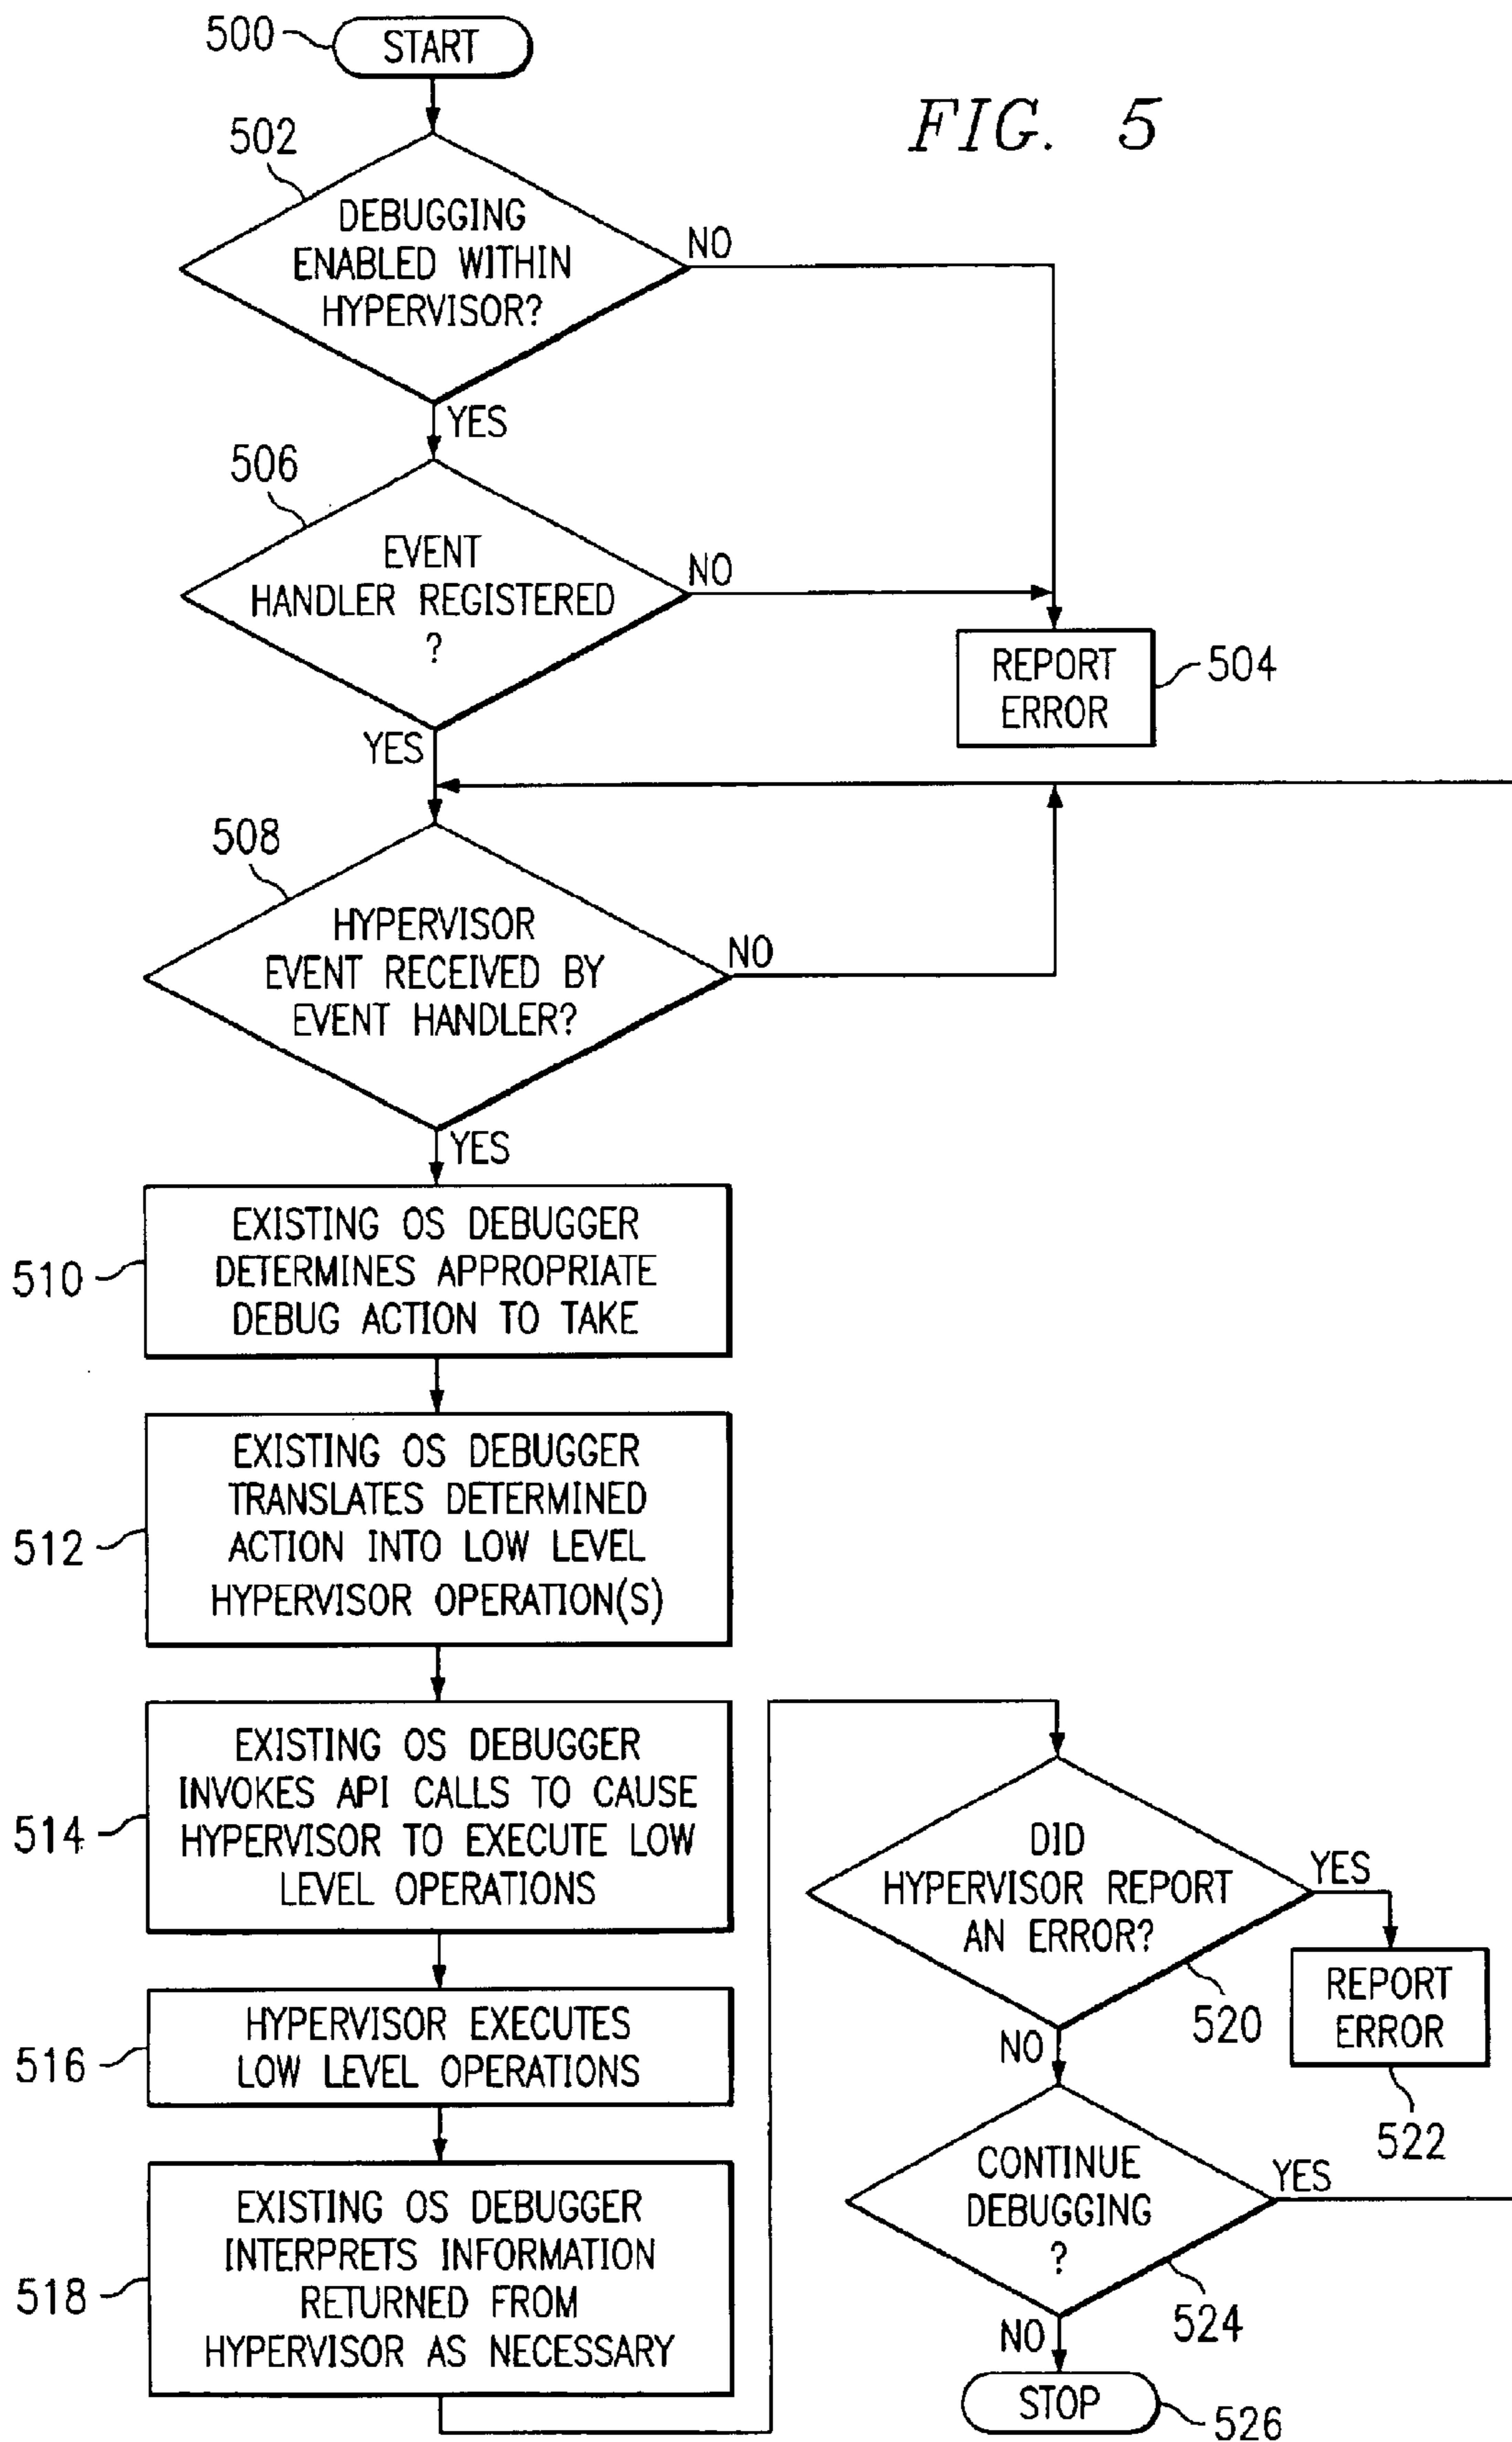 500
START
FIG. 5
502
DEBUGGING
ENABLED WITHIN
HYPERVISOR?
NO
YES
506
EVENT
HANDLER REGISTERED
?
NO
REPORT
ERROR
504
YES
508
HYPERVISOR
EVENT RECEIVED BY
EVENT HANDLER?
NO
YES
510
EXISTING OS DEBUGGER
DETERMINES APPROPRIATE
DEBUG ACTION TO TAKE
512
EXISTING OS DEBUGGER
TRANSLATES DETERMINED
ACTION INTO LOW LEVEL
HYPERVISOR OPERATION(S)
514
EXISTING OS DEBUGGER
INVOKES API CALLS TO CAUSE
HYPERVISOR TO EXECUTE LOW
LEVEL OPERATIONS
516
HYPERVISOR EXECUTES
LOW LEVEL OPERATIONS
518
EXISTING OS DEBUGGER
INTERPRETS INFORMATION
RETURNED FROM
HYPERVISOR AS NECESSARY
DID
HYPERVISOR REPORT
AN ERROR?
YES
520
REPORT
ERROR
522
NO
CONTINUE
DEBUGGING
?
YES
524
NO
STOP
526